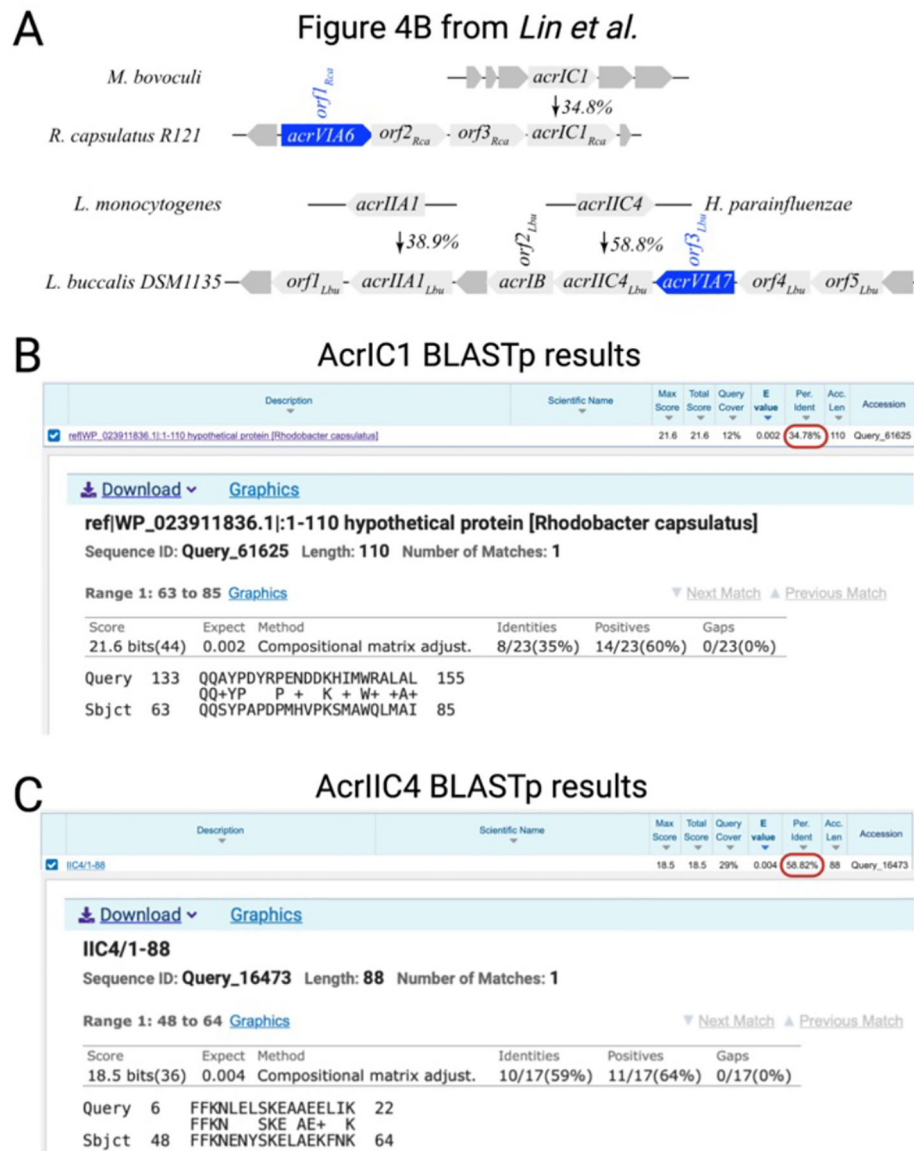 A
Figure 4B from Lin et al.
M. bovoculi
acrIC1
orf1Rca
34.8%
R. capsulatus R121
acrVIA6 orf2Rca orf3Rca acrIC1Rca
L. monocytogenes
acrIIA1
acrIIC4
H. parainfluenzae
38.9%
orf2Lbu
58.8%
orf3Lbu
L. buccalis DSM1135
orf1Lbu acrIIA1Lbu acrIB acrIIC4Lbu acrVIA7 orf4Lbu orf5Lbu
B
AcrIC1 BLASTp results
Description Scientific Name Max Score Total Score Query Cover E value Per. Ident Acc. Len Accession
ref|WP_023911836.1|:1-110 hypothetical protein [Rhodobacter capsulatus] 21.6 21.6 12% 0.002 34.78% 110 Query_61625
Download Graphics
ref|WP_023911836.1|:1-110 hypothetical protein [Rhodobacter capsulatus]
Sequence ID: Query_61625 Length: 110 Number of Matches: 1
Range 1: 63 to 85 Graphics Next Match Previous Match
Score Expect Method Identities Positives Gaps
21.6 bits(44) 0.002 Compositional matrix adjust. 8/23(35%) 14/23(60%) 0/23(0%)
Query 133 QQAYPDYRPENDDKHIMWRALAL 155
QQ+YP P + K + W+ +A+
Sbjct 63 QQSYPAPDPMHVPKSMAWQLMAI 85
C
AcrIIC4 BLASTp results
Description Scientific Name Max Score Total Score Query Cover E value Per. Ident Acc. Len Accession
IIC4/1-88 18.5 18.5 29% 0.004 58.82% 88 Query_16473
Download Graphics
IIC4/1-88
Sequence ID: Query_16473 Length: 88 Number of Matches: 1
Range 1: 48 to 64 Graphics Next Match Previous Match
Score Expect Method Identities Positives Gaps
18.5 bits(36) 0.004 Compositional matrix adjust. 10/17(59%) 11/17(64%) 0/17(0%)
Query 6 FFKNLELSKEAAEELIK 22
FFKN SKE AE+ K
Sbjct 48 FFKNENYSKELAEKFNK 64